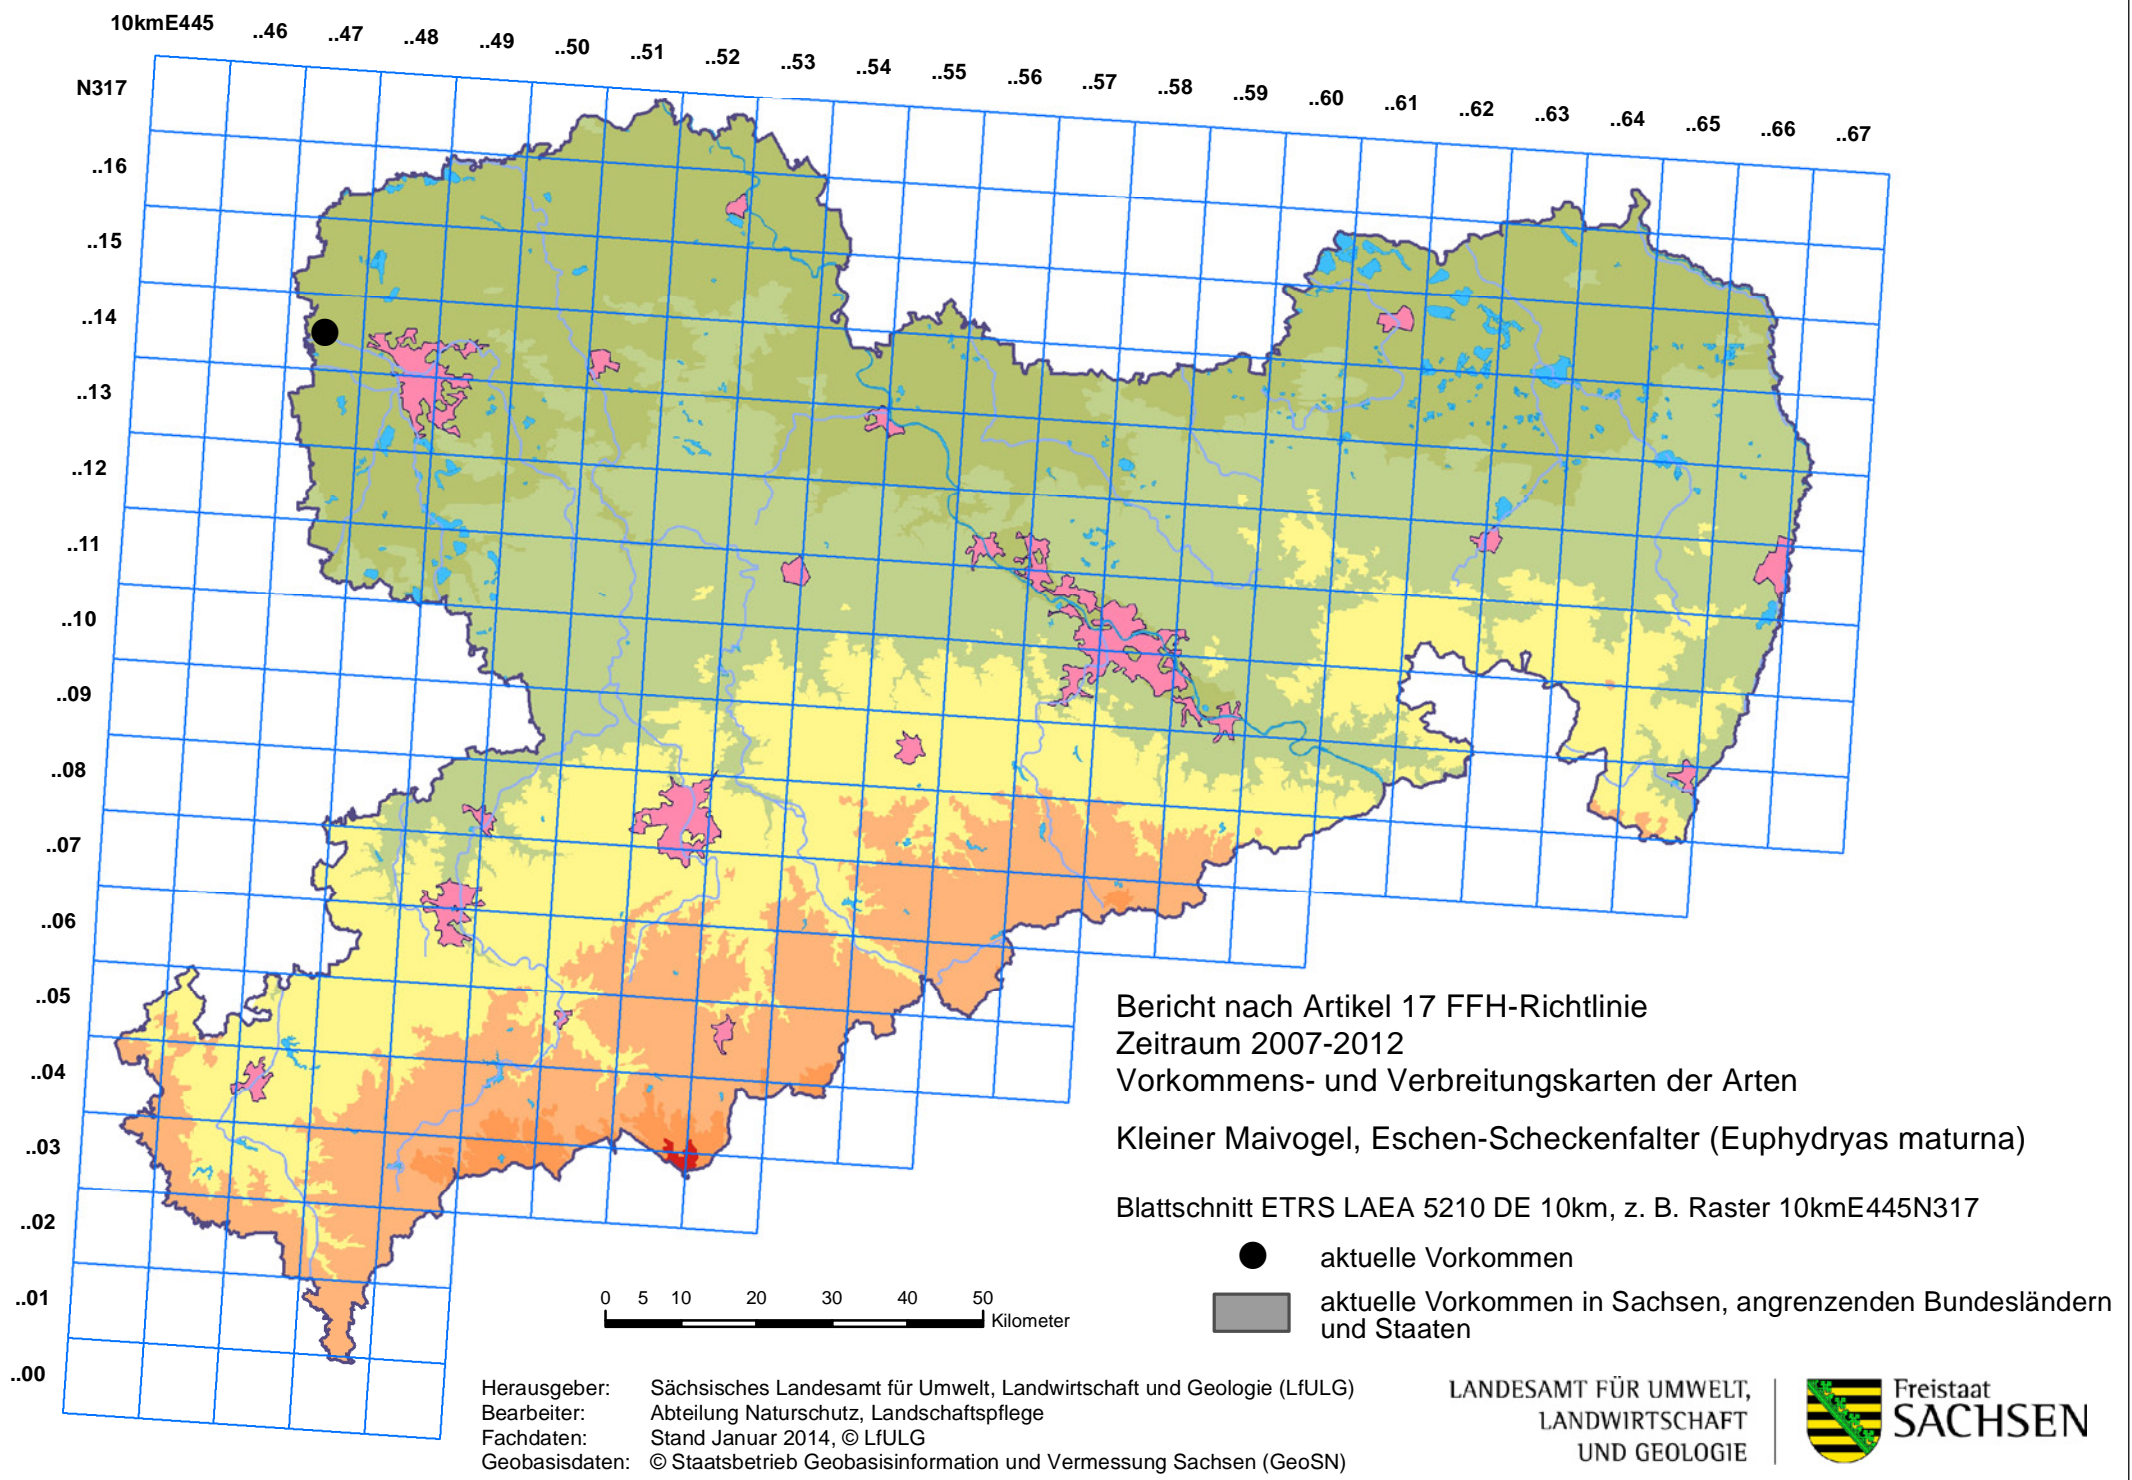 10kmE445
..46
..47
..48
..49
..50
..51
..52
..53
..54
..55
..56
..57
..58
..59
..60
..61
..62
..63
..64
..65
..66
..67
N317
..16
..15
..14
..13
..12
..11
..10
..09
..08
..07
..06
..05
..04
..03
..02
..01
..00
Bericht nach Artikel 17 FFH-Richtlinie
Zeitraum 2007-2012
Vorkommens- und Verbreitungskarten der Arten
Kleiner Maivogel, Eschen-Scheckenfalter (Euphydryas maturna)
Blattschnitt ETRS LAEA 5210 DE 10km, z. B. Raster 10kmE445N317
aktuelle Vorkommen
aktuelle Vorkommen in Sachsen, angrenzenden Bundesländern
und Staaten
0 5 10 20 30 40 50
Kilometer
Herausgeber: Sächsisches Landesamt für Umwelt, Landwirtschaft und Geologie (LfULG)
Bearbeiter: Abteilung Naturschutz, Landschaftspflege
Fachdaten: Stand Januar 2014, © LfULG
Geobasisdaten: © Staatsbetrieb Geobasisinformation und Vermessung Sachsen (GeoSN)
LANDESAMT FÜR UMWELT,
LANDWIRTSCHAFT
UND GEOLOGIE
Freistaat
SACHSEN